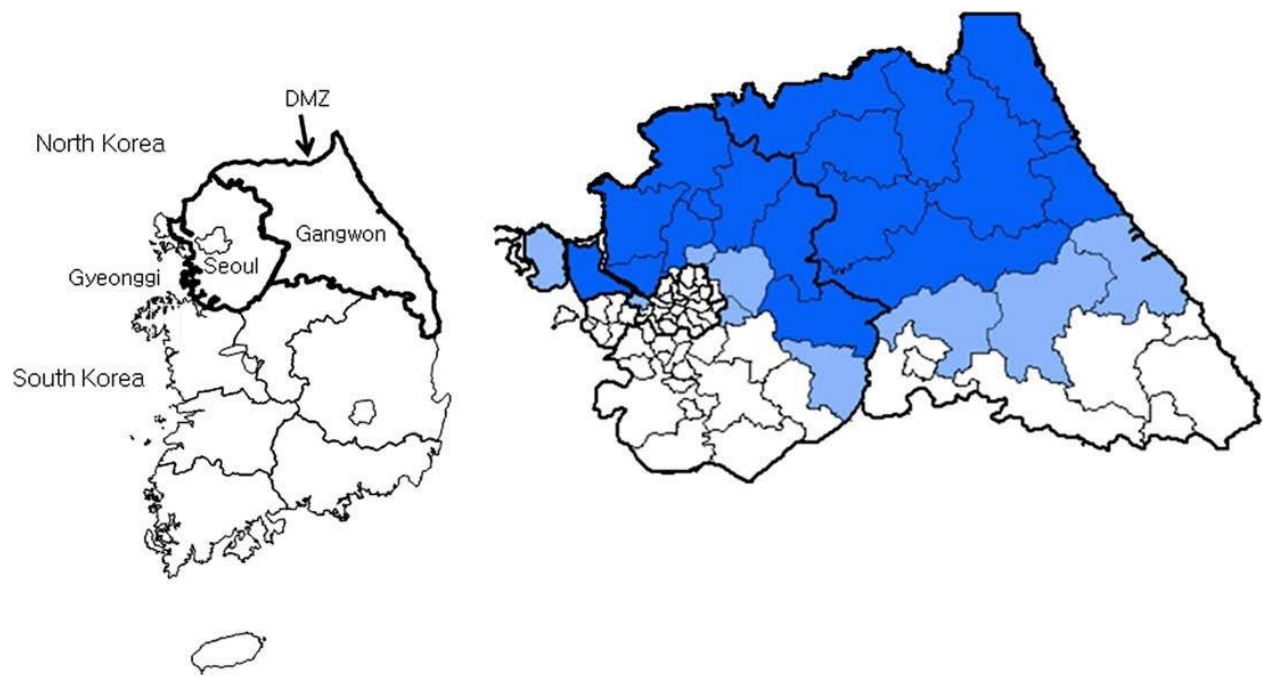 DMZ
North Korea
Gangwon
Seoul
Gyeonggi
South Korea